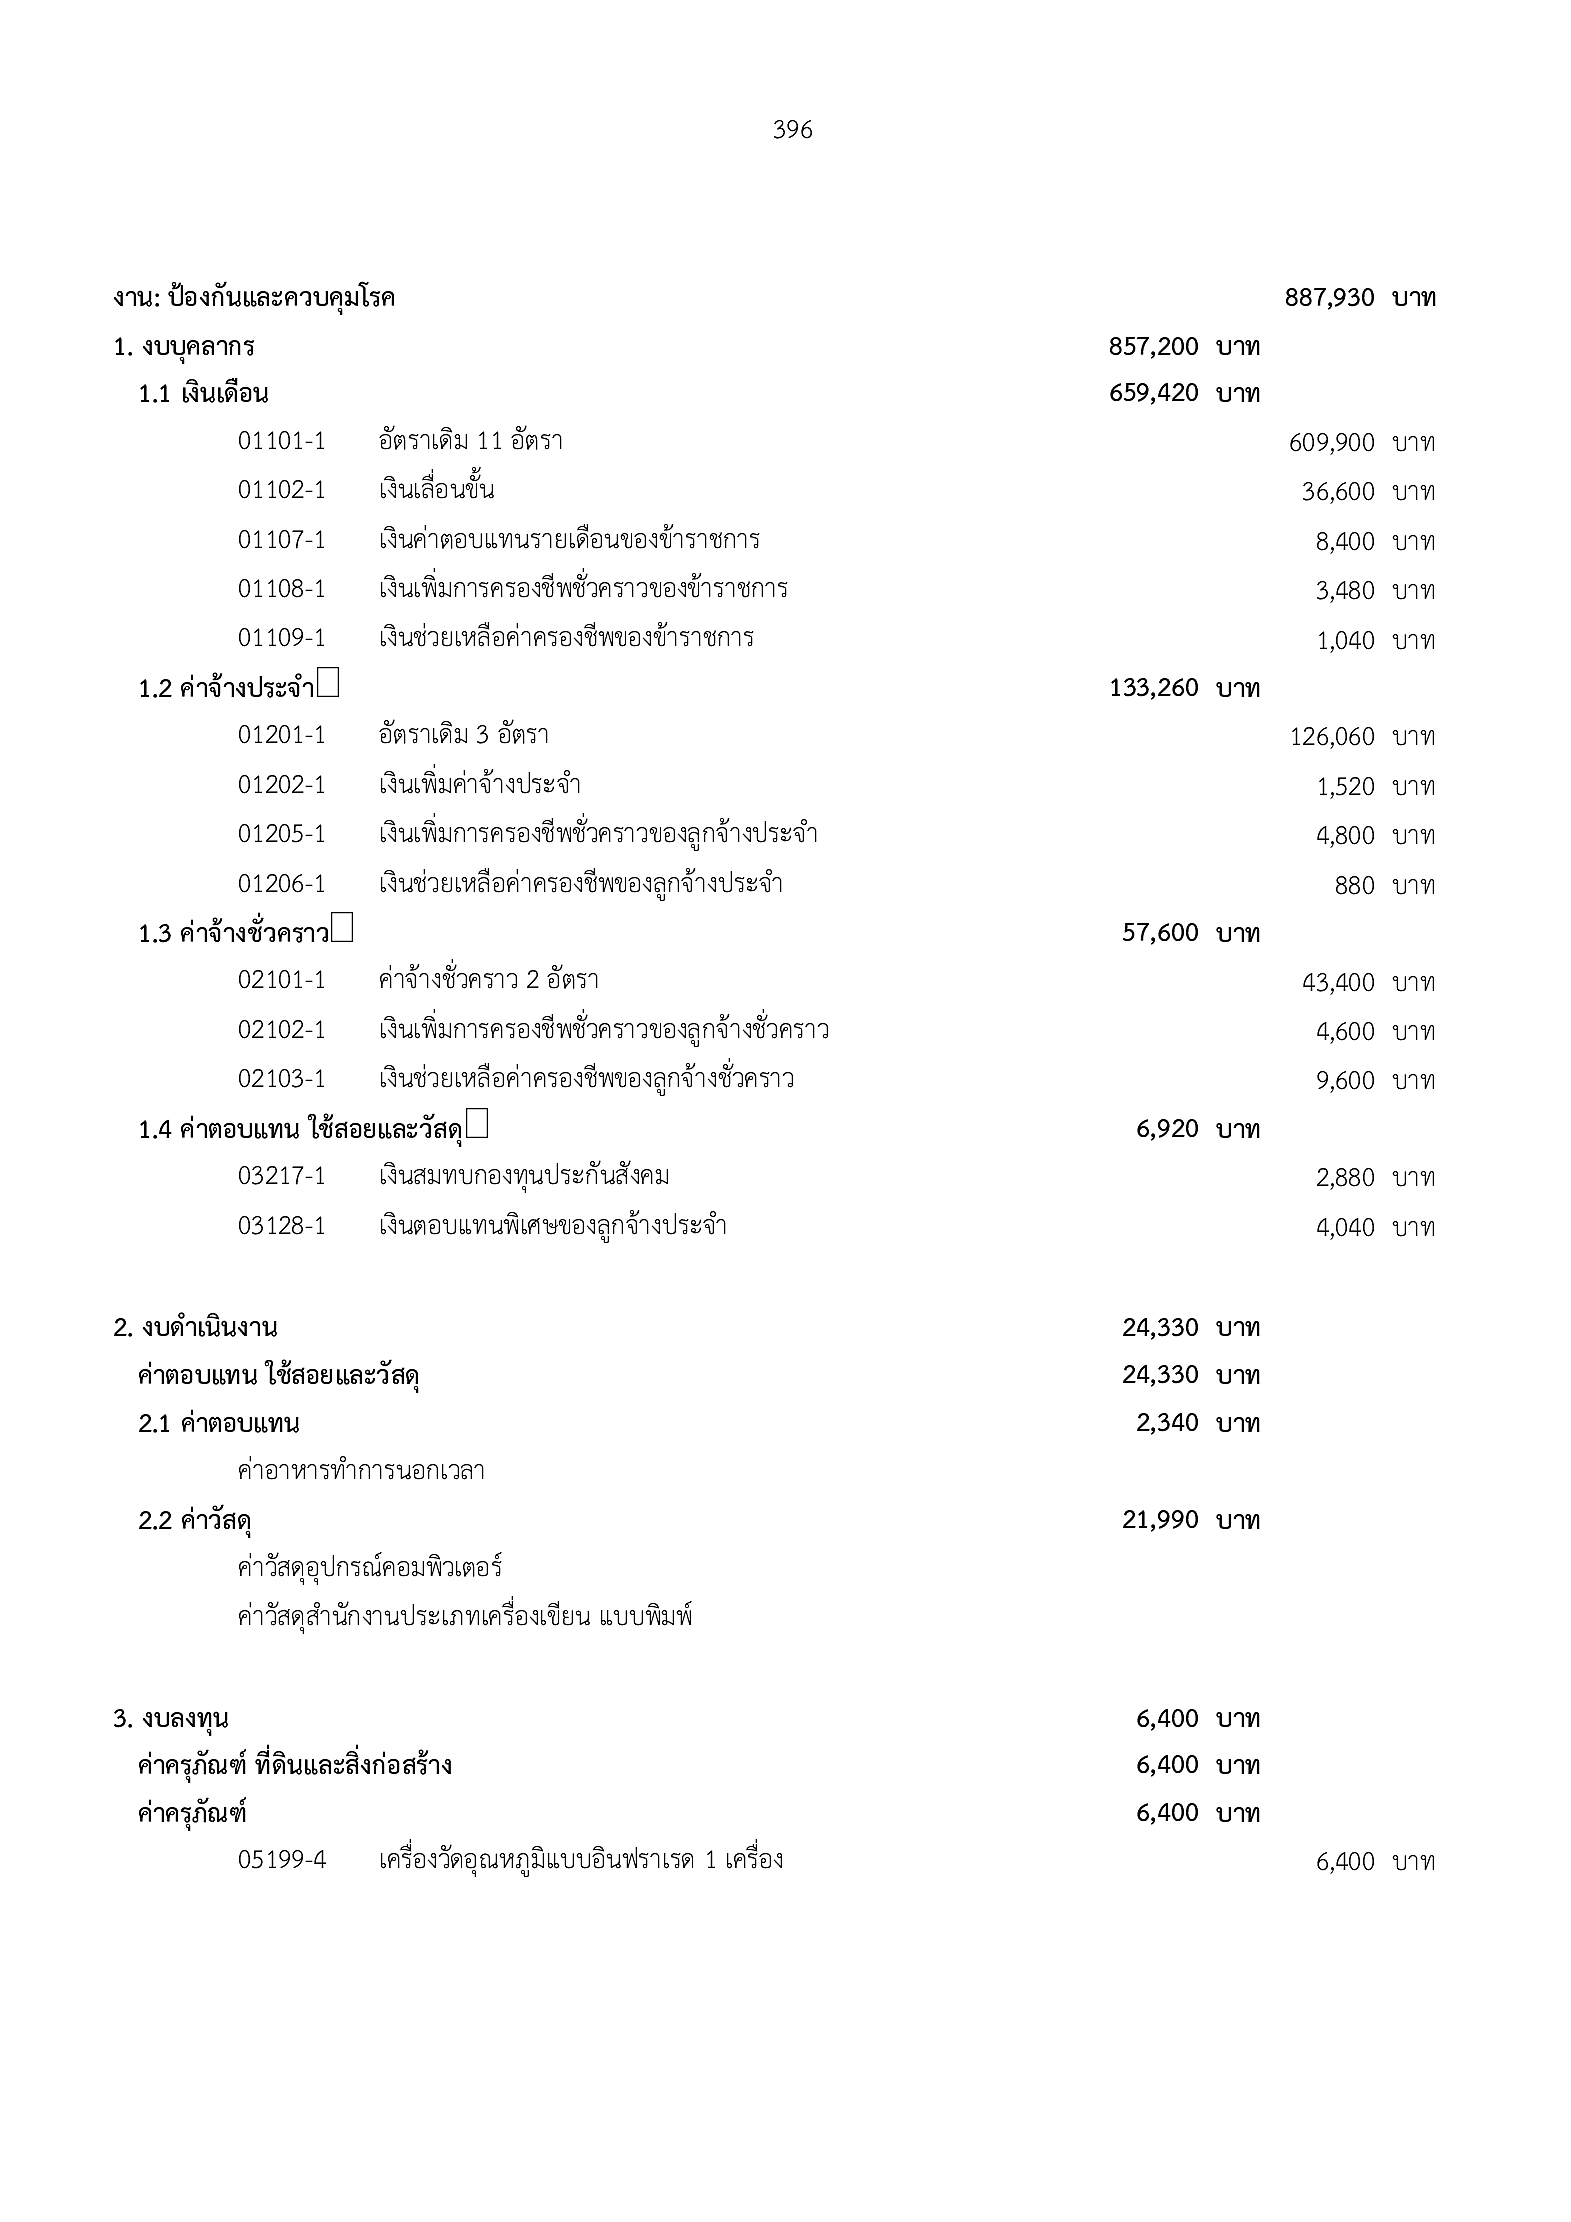 396
งาน: ป้องกันและควบคุมโรค 887,930 บาท
1. งบบุคลากร 857,200 บาท
1.1 เงินเดือน 659,420 บาท
01101-1 อัตราเดิม 11 อัตรา 609,900 บาท
01102-1 เงินเลื่อนขั้น 36,600 บาท
01107-1 เงินค่าตอบแทนรายเดือนของข้าราชการ 8,400 บาท
01108-1 เงินเพิ่มการครองชีพชั่วคราวของข้าราชการ 3,480 บาท
01109-1 เงินช่วยเหลือค่าครองชีพของข้าราชการ 1,040 บาท
1.2 ค่าจ้างประจำ 133,260 บาท
01201-1 อัตราเดิม 3 อัตรา 126,060 บาท
01202-1 เงินเพิ่มค่าจ้างประจำ 1,520 บาท
01205-1 เงินเพิ่มการครองชีพชั่วคราวของลูกจ้างประจำ 4,800 บาท
01206-1 เงินช่วยเหลือค่าครองชีพของลูกจ้างประจำ 880 บาท
1.3 ค่าจ้างชั่วคราว 57,600 บาท
02101-1 ค่าจ้างชั่วคราว 2 อัตรา 43,400 บาท
02102-1 เงินเพิ่มการครองชีพชั่วคราวของลูกจ้างชั่วคราว 4,600 บาท
02103-1 เงินช่วยเหลือค่าครองชีพของลูกจ้างชั่วคราว 9,600 บาท
1.4 ค่าตอบแทน ใช้สอยและวัสดุ 6,920 บาท
03217-1 เงินสมทบกองทุนประกันสังคม 2,880 บาท
03128-1 เงินตอบแทนพิเศษของลูกจ้างประจำ 4,040 บาท
2. งบดำเนินงาน 24,330 บาท
ค่าตอบแทน ใช้สอยและวัสดุ 24,330 บาท
2.1 ค่าตอบแทน 2,340 บาท
ค่าอาหารทำการนอกเวลา
2.2 ค่าวัสดุ 21,990 บาท
ค่าวัสดุอุปกรณ์คอมพิวเตอร์
ค่าวัสดุสำนักงานประเภทเครื่องเขียน แบบพิมพ์
3. งบลงทุน 6,400 บาท
ค่าครุภัณฑ์ ที่ดินและสิ่งก่อสร้าง 6,400 บาท
ค่าครุภัณฑ์ 6,400 บาท
05199-4 เครื่องวัดอุณหภูมิแบบอินฟราเรด 1 เครื่อง 6,400 บาท